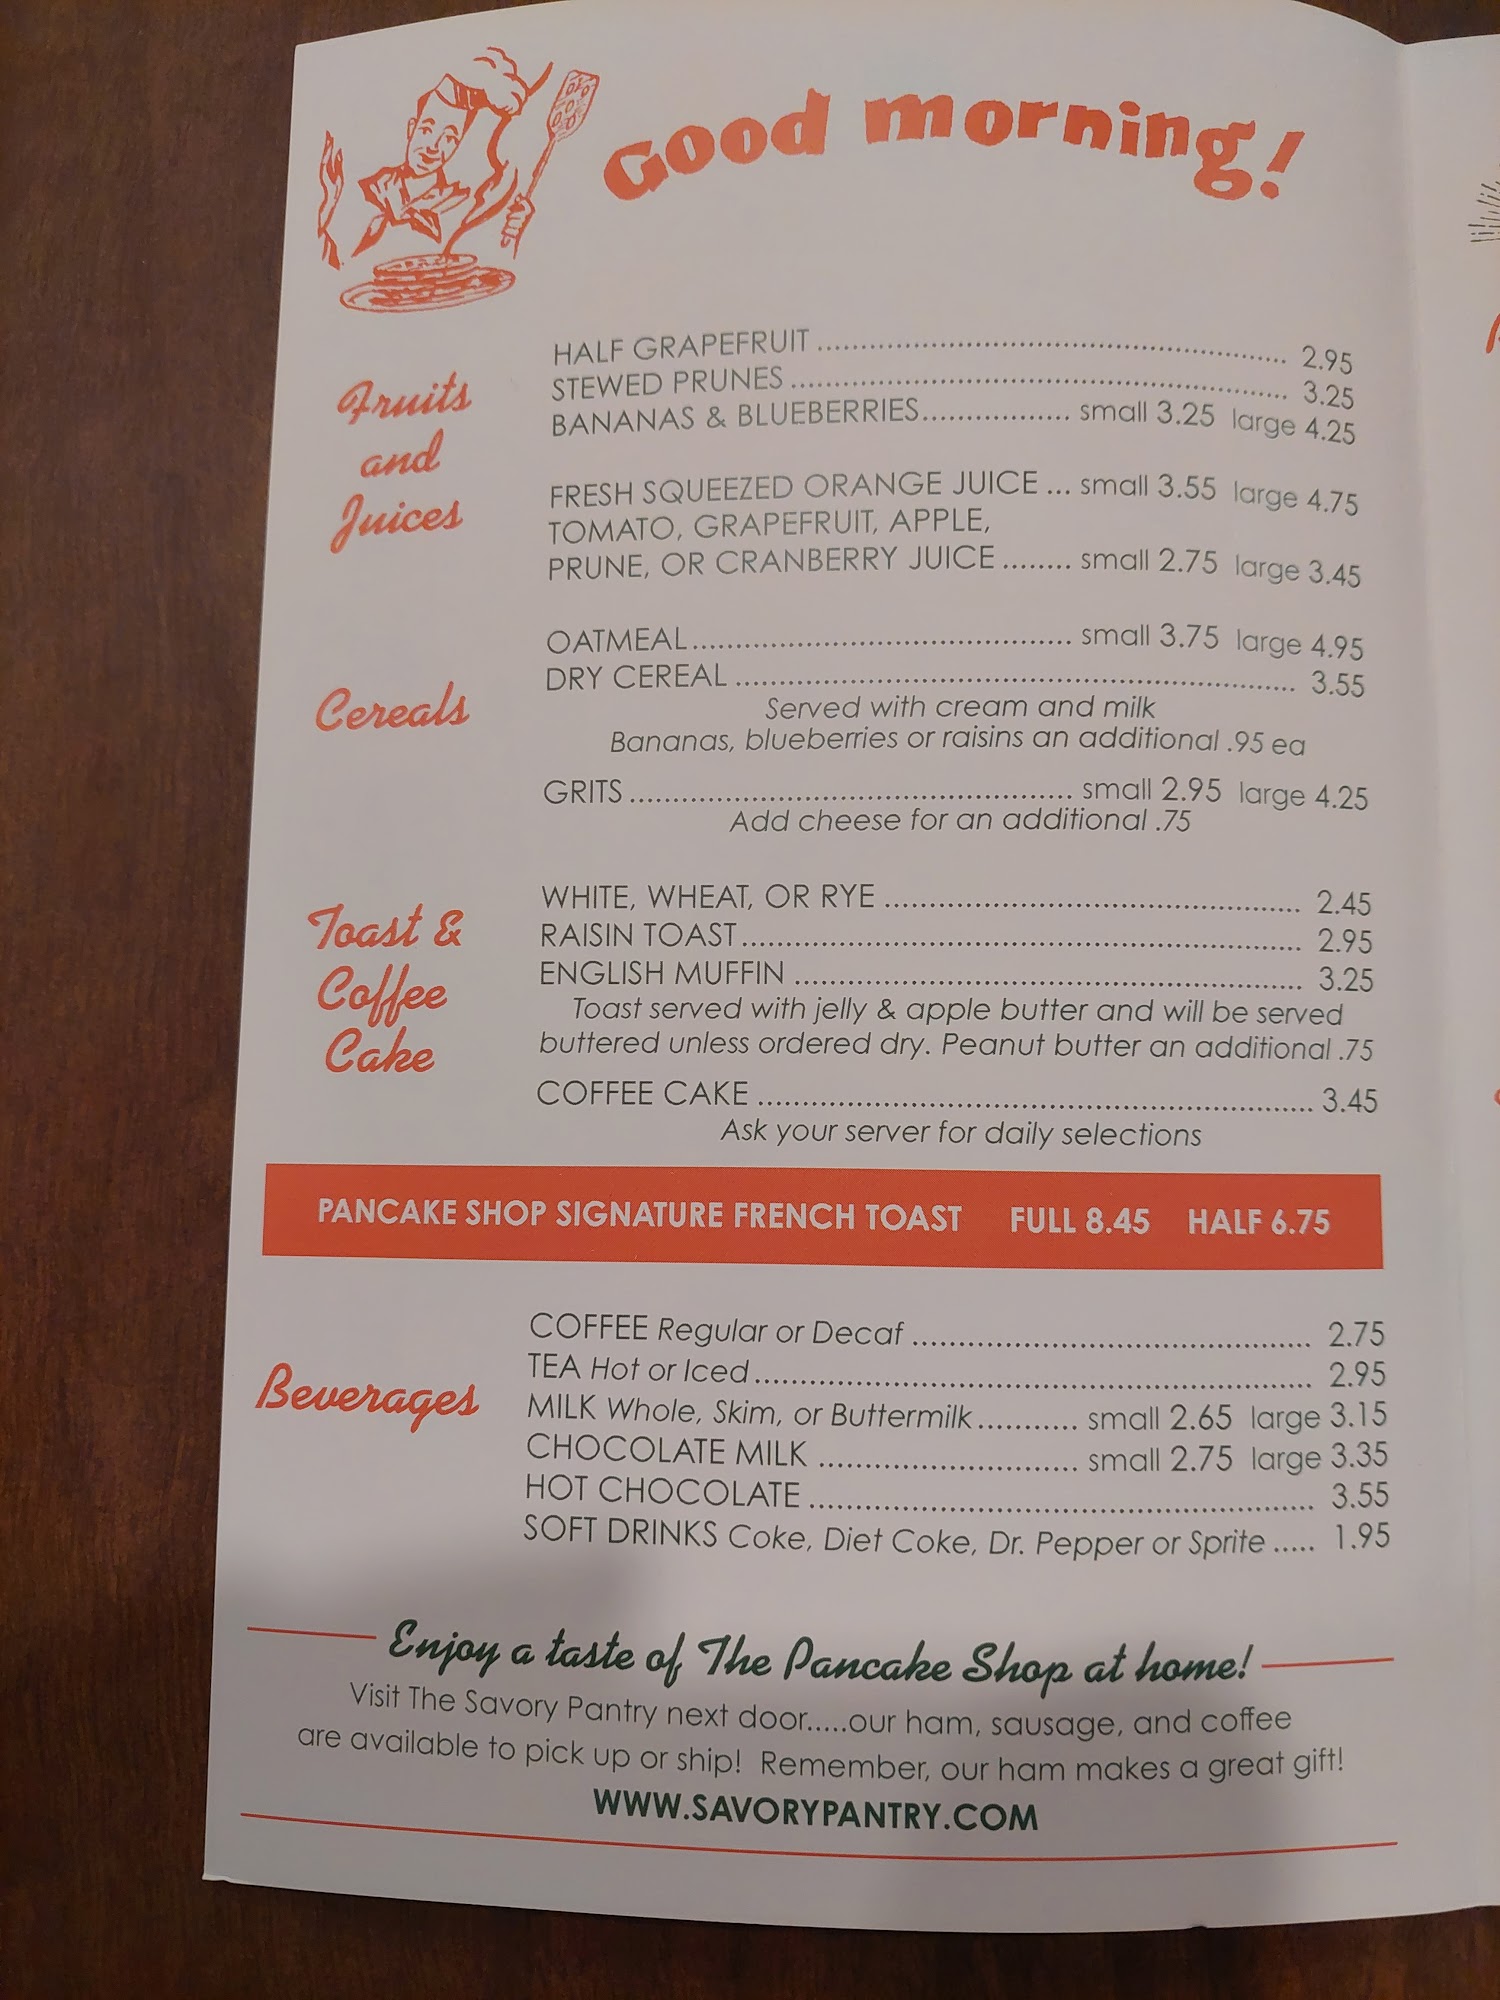 Good morning!
Fruits
and
Juices
HALF GRAPEFRUIT ........ 2.95
STEWED PRUNES ........ 3.25
BANANAS & BLUEBERRIES........ small 3.25 large 4.25
FRESH SQUEEZED ORANGE JUICE ... small 3.55 large 4.75
TOMATO, GRAPEFRUIT, APPLE,
PRUNE, OR CRANBERRY JUICE ........ small 2.75 large 3.45
Cereals
OATMEAL........ small 3.75 large 4.95
DRY CEREAL ........ 3.55
Served with cream and milk
Bananas, blueberries or raisins an additional .95 ea
GRITS ........ small 2.95 large 4.25
Add cheese for an additional .75
Toast &
Coffee
Cake
WHITE, WHEAT, OR RYE ........ 2.45
RAISIN TOAST........ 2.95
ENGLISH MUFFIN ........ 3.25
Toast served with jelly & apple butter and will be served
buttered unless ordered dry. Peanut butter an additional .75
COFFEE CAKE ........ 3.45
Ask your server for daily selections
PANCAKE SHOP SIGNATURE FRENCH TOAST FULL 8.45 HALF 6.75
Beverages
COFFEE Regular or Decaf ........ 2.75
TEA Hot or Iced ........ 2.95
MILK Whole, Skim, or Buttermilk........ small 2.65 large 3.15
CHOCOLATE MILK ........ small 2.75 large 3.35
HOT CHOCOLATE ........ 3.55
SOFT DRINKS Coke, Diet Coke, Dr. Pepper or Sprite ..... 1.95
Enjoy a taste of The Pancake Shop at home!
Visit The Savory Pantry next door.....our ham, sausage, and coffee
are available to pick up or ship! Remember, our ham makes a great gift!
WWW.SAVORYPANTRY.COM